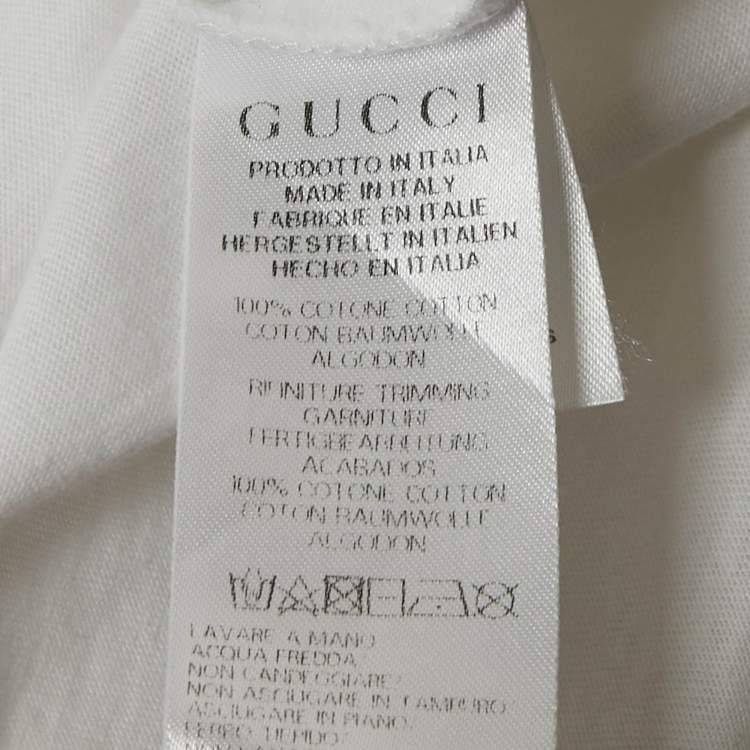 GUCCI
PRODOTTO IN ITALIA
MADE IN ITALY
FABRIQUE EN ITALIE
HERGESTELLT IN ITALIEN
HECHO EN ITALIA
100% COTONE COTTON
COTON BAUMWOLLE
ALGODON
RIFINITURE TRIMMING
GARNITURE
FERTIGBEARBEITUNG
ACABADOS
100% COTONE COTTON
COTON BAUMWOLLE
ALGODON
LAVARE A MANO
ACQUA FREDDA
NON CANDEGGIARE
NON ASCIUGARE IN TAMBURO
ASCIUGARE IN PIANO
FERRO TIEPIDO